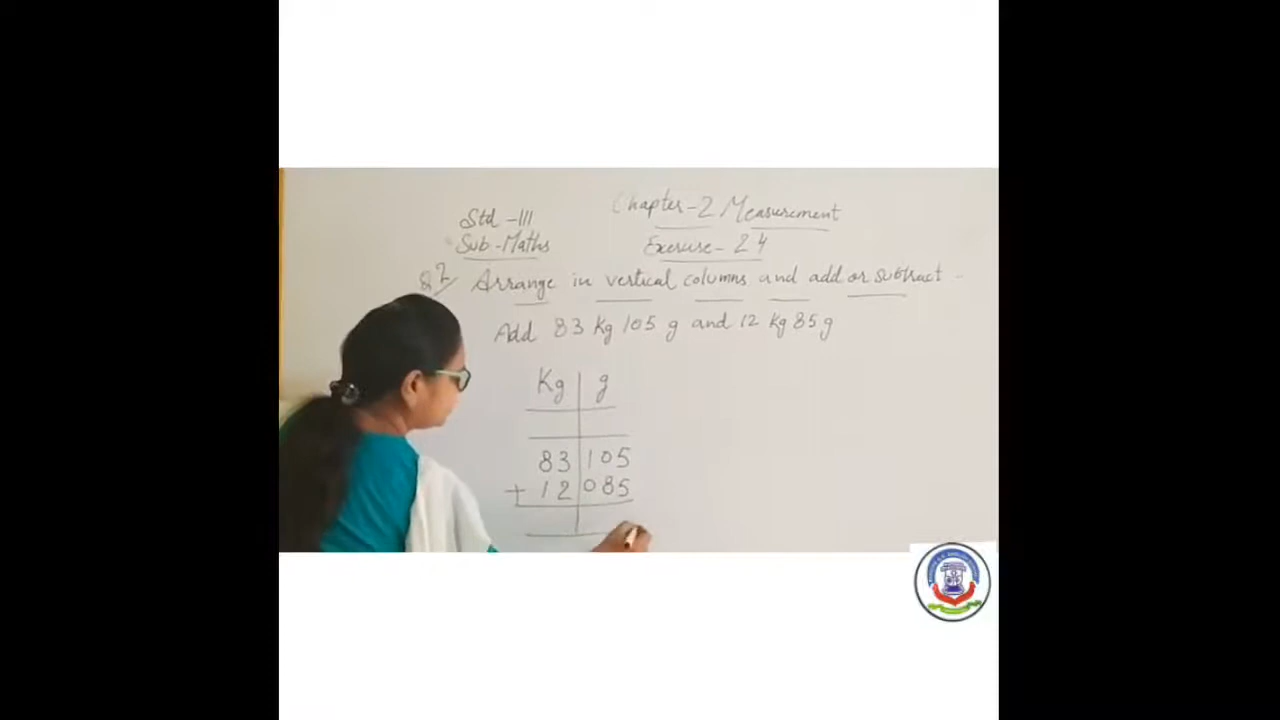 Std - III
Chapter - 2 Measurement
Sub - Maths
Exercise - 2 4
Q 2 Arrange in vertical columns and add or subtract -
Add 83 Kg 105 g and 12 Kg 85 g
Kg g
83 105
+ 12 085